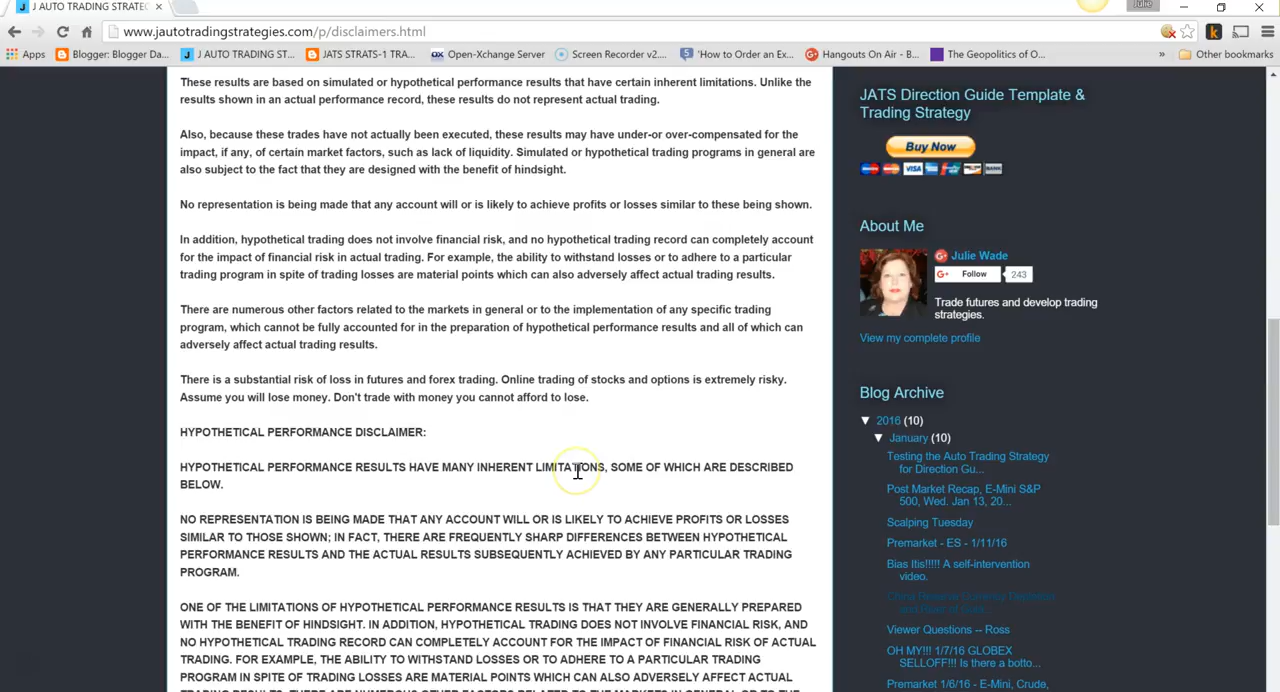 J AUTO TRADING STRATEG
Julie
www.jautotradingstrategies.com/p/disclaimers.html
Apps
Blogger: Blogger Da...
J AUTO TRADING ST...
JATS STRATS-1 TRA...
Open-Xchange Server
Screen Recorder v2....
'How to Order an Ex...
Hangouts On Air - B...
The Geopolitics of O...
» Other bookmarks
These results are based on simulated or hypothetical performance results that have certain inherent limitations. Unlike the
results shown in an actual performance record, these results do not represent actual trading.
Also, because these trades have not actually been executed, these results may have under-or over-compensated for the
impact, if any, of certain market factors, such as lack of liquidity. Simulated or hypothetical trading programs in general are
also subject to the fact that they are designed with the benefit of hindsight.
No representation is being made that any account will or is likely to achieve profits or losses similar to these being shown.
In addition, hypothetical trading does not involve financial risk, and no hypothetical trading record can completely account
for the impact of financial risk in actual trading. For example, the ability to withstand losses or to adhere to a particular
trading program in spite of trading losses are material points which can also adversely affect actual trading results.
There are numerous other factors related to the markets in general or to the implementation of any specific trading
program, which cannot be fully accounted for in the preparation of hypothetical performance results and all of which can
adversely affect actual trading results.
There is a substantial risk of loss in futures and forex trading. Online trading of stocks and options is extremely risky.
Assume you will lose money. Don't trade with money you cannot afford to lose.
HYPOTHETICAL PERFORMANCE DISCLAIMER:
HYPOTHETICAL PERFORMANCE RESULTS HAVE MANY INHERENT LIMITATIONS, SOME OF WHICH ARE DESCRIBED
BELOW.
NO REPRESENTATION IS BEING MADE THAT ANY ACCOUNT WILL OR IS LIKELY TO ACHIEVE PROFITS OR LOSSES
SIMILAR TO THOSE SHOWN; IN FACT, THERE ARE FREQUENTLY SHARP DIFFERENCES BETWEEN HYPOTHETICAL
PERFORMANCE RESULTS AND THE ACTUAL RESULTS SUBSEQUENTLY ACHIEVED BY ANY PARTICULAR TRADING
PROGRAM.
ONE OF THE LIMITATIONS OF HYPOTHETICAL PERFORMANCE RESULTS IS THAT THEY ARE GENERALLY PREPARED
WITH THE BENEFIT OF HINDSIGHT. IN ADDITION, HYPOTHETICAL TRADING DOES NOT INVOLVE FINANCIAL RISK, AND
NO HYPOTHETICAL TRADING RECORD CAN COMPLETELY ACCOUNT FOR THE IMPACT OF FINANCIAL RISK OF ACTUAL
TRADING. FOR EXAMPLE, THE ABILITY TO WITHSTAND LOSSES OR TO ADHERE TO A PARTICULAR TRADING
PROGRAM IN SPITE OF TRADING LOSSES ARE MATERIAL POINTS WHICH CAN ALSO ADVERSELY AFFECT ACTUAL
TRADING RESULTS. THERE ARE NUMEROUS OTHER FACTORS RELATED TO THE MARKETS IN GENERAL OR TO THE
JATS Direction Guide Template &
Trading Strategy
Buy Now
VISA
BANK
About Me
Julie Wade
Follow 243
Trade futures and develop trading
strategies.
View my complete profile
Blog Archive
▼ 2016 (10)
▼ January (10)
Testing the Auto Trading Strategy
for Direction Gu...
Post Market Recap, E-Mini S&P
500, Wed. Jan 13, 20...
Scalping Tuesday
Premarket - ES - 1/11/16
Bias Itis!!!!! A self-intervention
video.
Viewer Questions -- Ross
OH MY!!! 1/7/16 GLOBEX
SELLOFF!!! Is there a botto...
Premarket 1/6/16 - E-Mini, Crude,